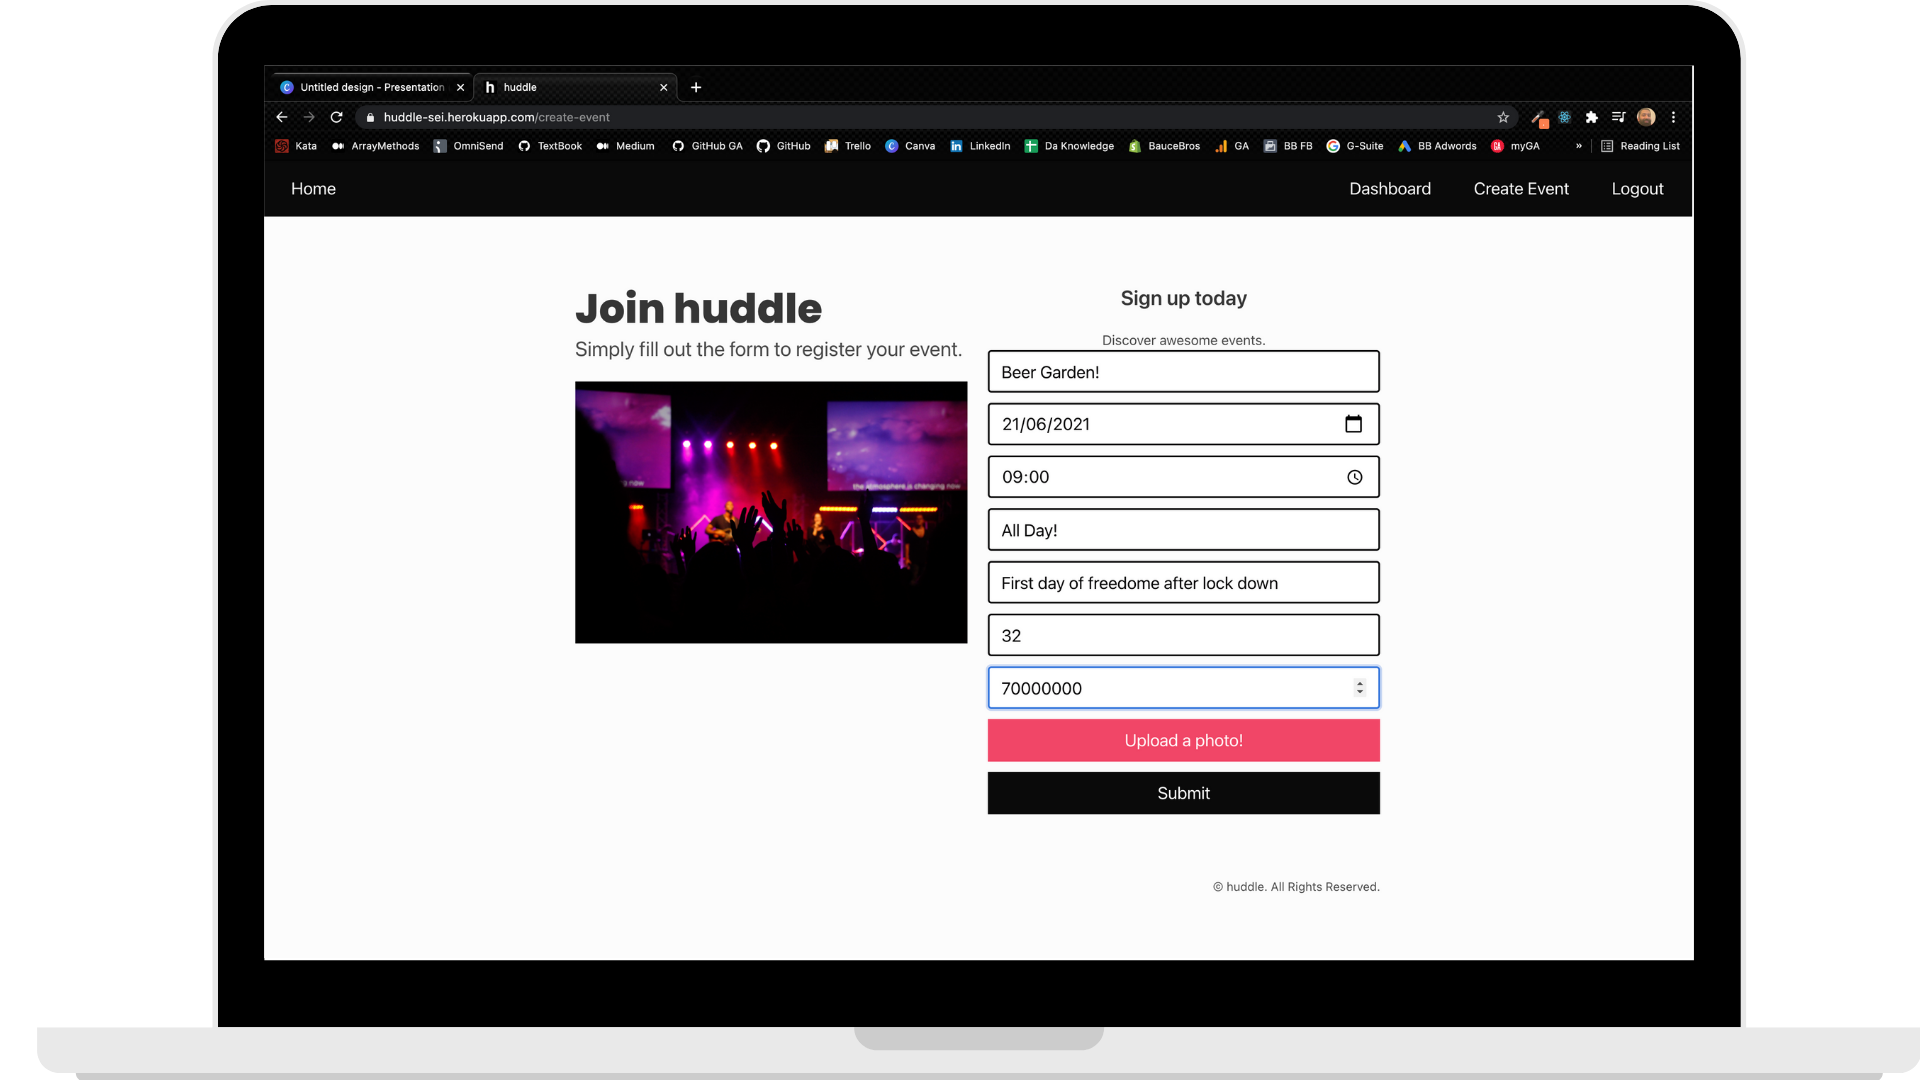 Untitled design - Presentation
huddle
huddle-sei.herokuapp.com/create-event
Kata ArrayMethods OmniSend TextBook Medium GitHub GA GitHub Trello Canva LinkedIn Da Knowledge BauceBros GA BB FB G-Suite BB Adwords myGA » Reading List
Home Dashboard Create Event Logout
Join huddle
Simply fill out the form to register your event.
the atmosphere is changing now
Sign up today
Discover awesome events.
Beer Garden!
21/06/2021
09:00
All Day!
First day of freedome after lock down
32
70000000
Upload a photo!
Submit
© huddle. All Rights Reserved.